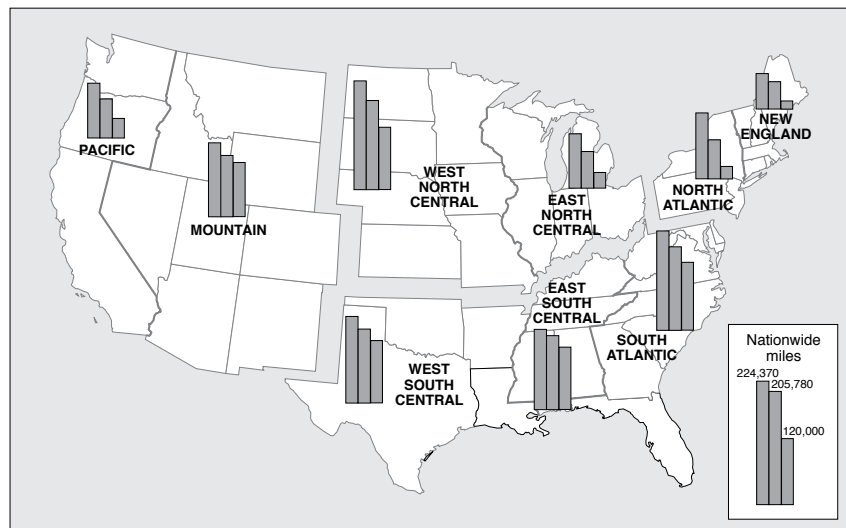 NEW
ENGLAND
PACIFIC
WEST
NORTH
CENTRAL
EAST
NORTH
CENTRAL
NORTH
ATLANTIC
MOUNTAIN
EAST
SOUTH
CENTRAL
SOUTH
ATLANTIC
WEST
SOUTH
CENTRAL
Nationwide
miles
224,370
205,780
120,000